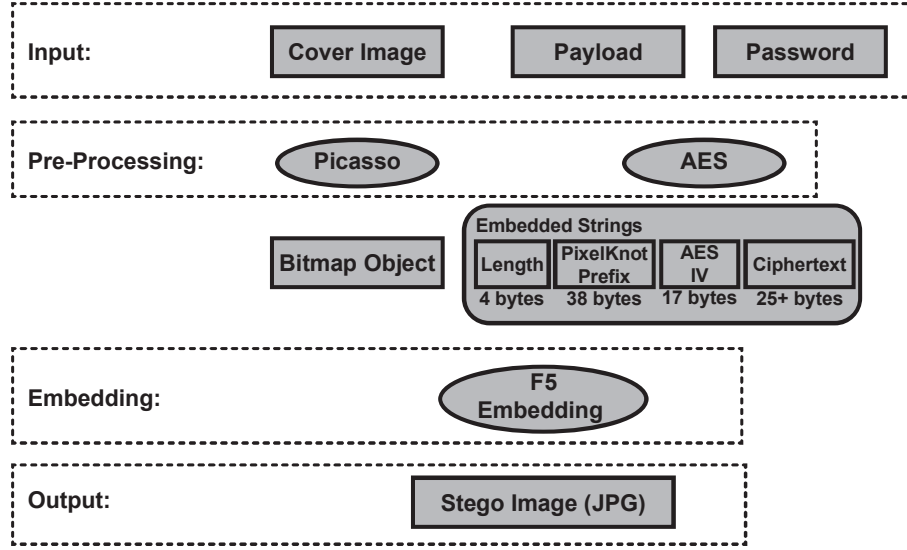 Input:
Cover Image
Payload
Password
Pre-Processing:
Picasso
AES
Bitmap Object
Embedded Strings
Length
PixelKnot
Prefix
AES
IV
Ciphertext
4 bytes
38 bytes
17 bytes
25+ bytes
Embedding:
F5
Embedding
Output:
Stego Image (JPG)